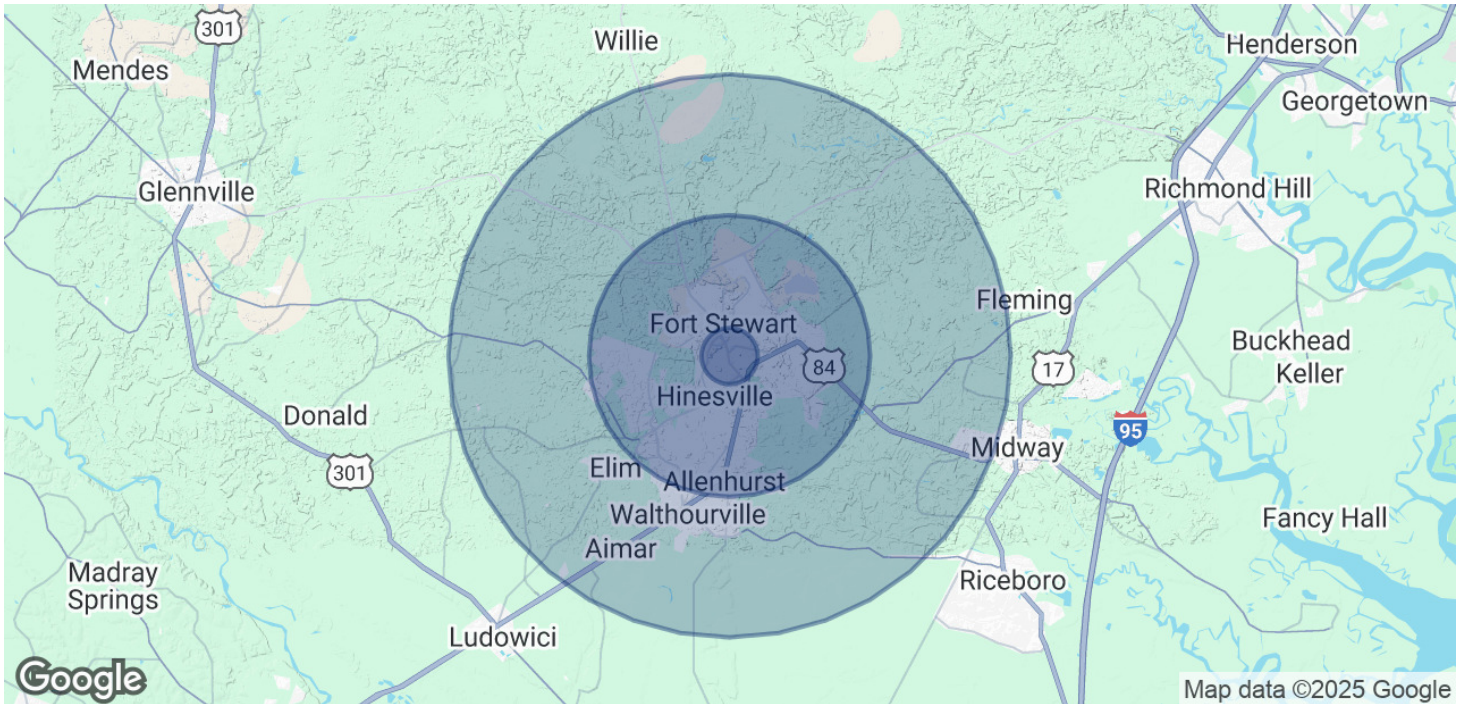 301
Willie
Henderson
Mendes
Georgetown
Glennville
Richmond Hill
Fleming
Fort Stewart
Buckhead
Keller
84
17
Hinesville
Donald
95
Midway
301
Elim
Allenhurst
Walthourville
Fancy Hall
Aimar
Madray
Springs
Riceboro
Ludowici
Google
Map data ©2025 Google